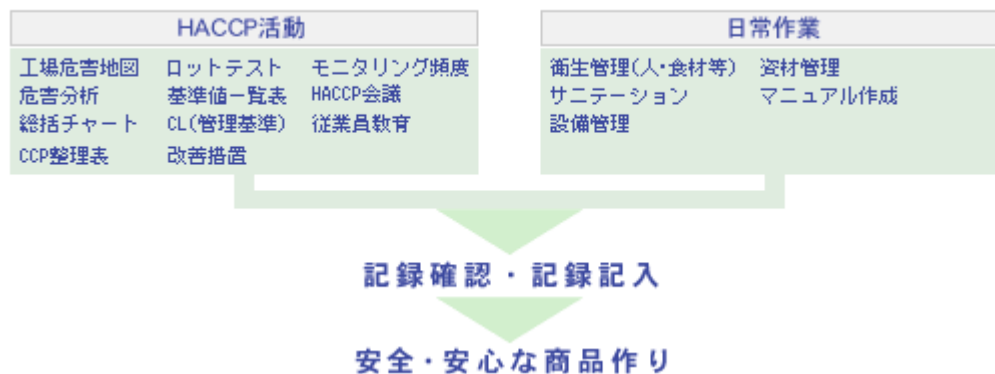 HACCP活動
工場危害地図 ロットテスト モニタリング頻度
危害分析 基準値一覧表 HACCP会議
総括チャート CL(管理基準) 従業員教育
CCP整理表 改善措置
日常作業
衛生管理(人・食材等) 資材管理
サニテーション マニュアル作成
設備管理
記録確認・記録記入
安全・安心な商品作り